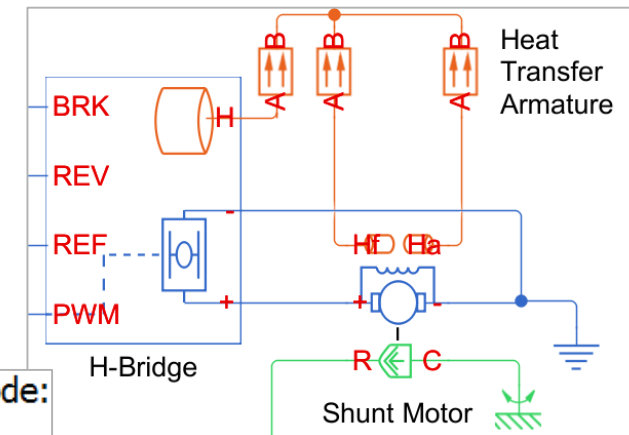 B
B
B
Heat
Transfer
Armature
A
A
A
BRK
H
REV
-
REF
Hf
Ha
+
+
-
PWM
H-Bridge
R
C
de:
Shunt Motor